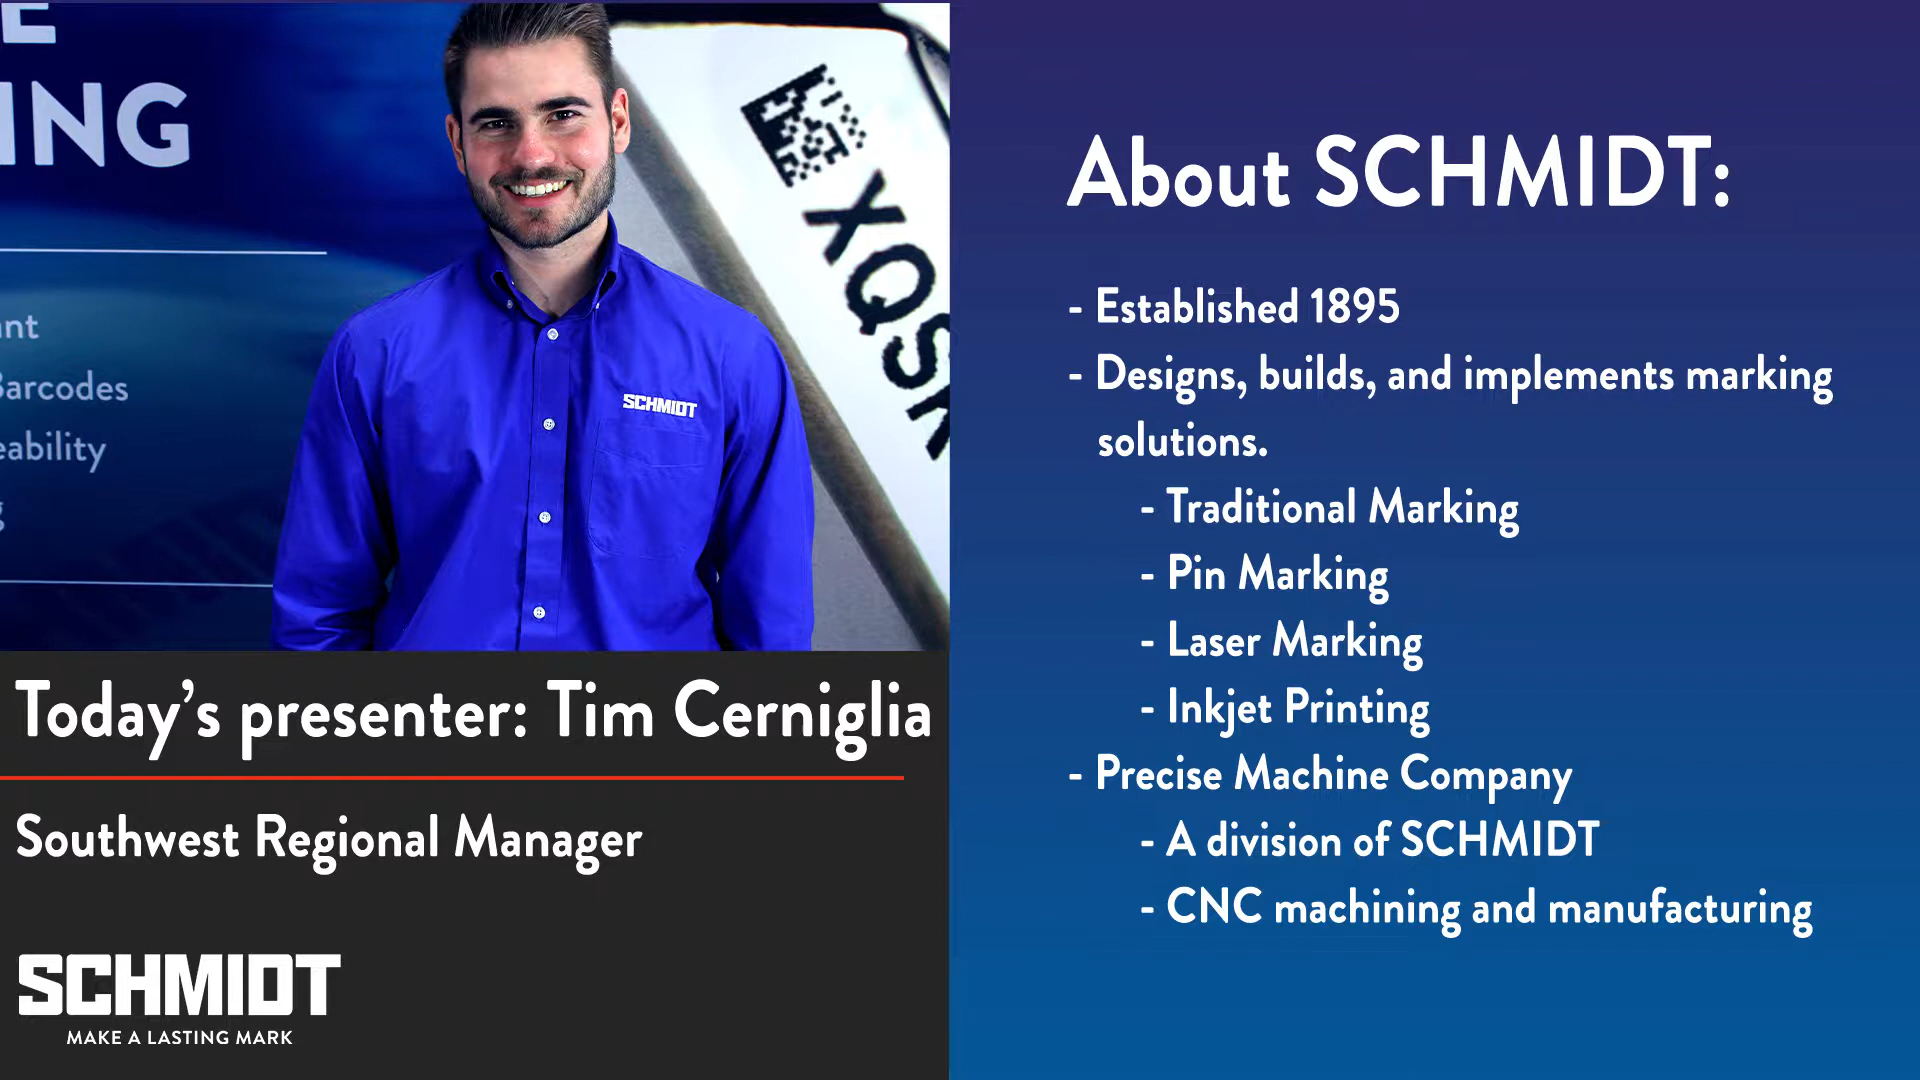 E
ING
ant
Barcodes
eability
g
XQSR
SCHMIDT
Today's presenter: Tim Cerniglia
Southwest Regional Manager
SCHMIDT
MAKE A LASTING MARK
About SCHMIDT:
- Established 1895
- Designs, builds, and implements marking
solutions.
- Traditional Marking
- Pin Marking
- Laser Marking
- Inkjet Printing
- Precise Machine Company
- A division of SCHMIDT
- CNC machining and manufacturing